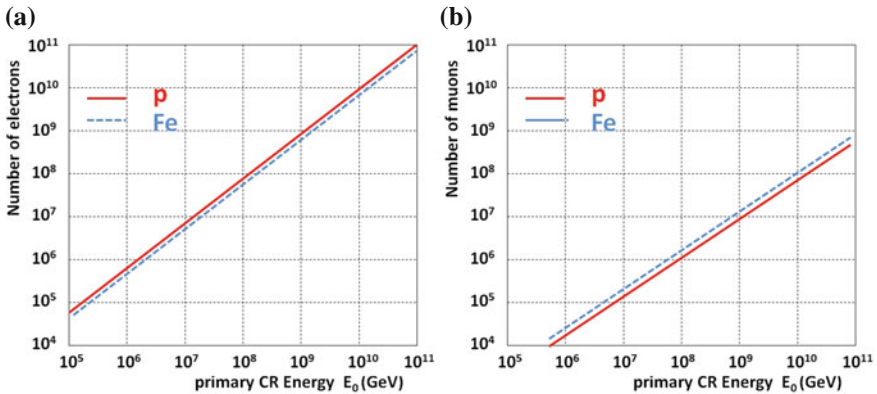 (a)
Number of electrons
10¹¹
10¹⁰
10⁹
10⁸
10⁷
10⁶
10⁵
10⁴
p
Fe
10⁵ 10⁶ 10⁷ 10⁸ 10⁹ 10¹⁰ 10¹¹
primary CR Energy E₀ (GeV)
(b)
Number of muons
10¹¹
10¹⁰
10⁹
10⁸
10⁷
10⁶
10⁵
10⁴
p
Fe
10⁵ 10⁶ 10⁷ 10⁸ 10⁹ 10¹⁰ 10¹¹
primary CR Energy E₀ (GeV)